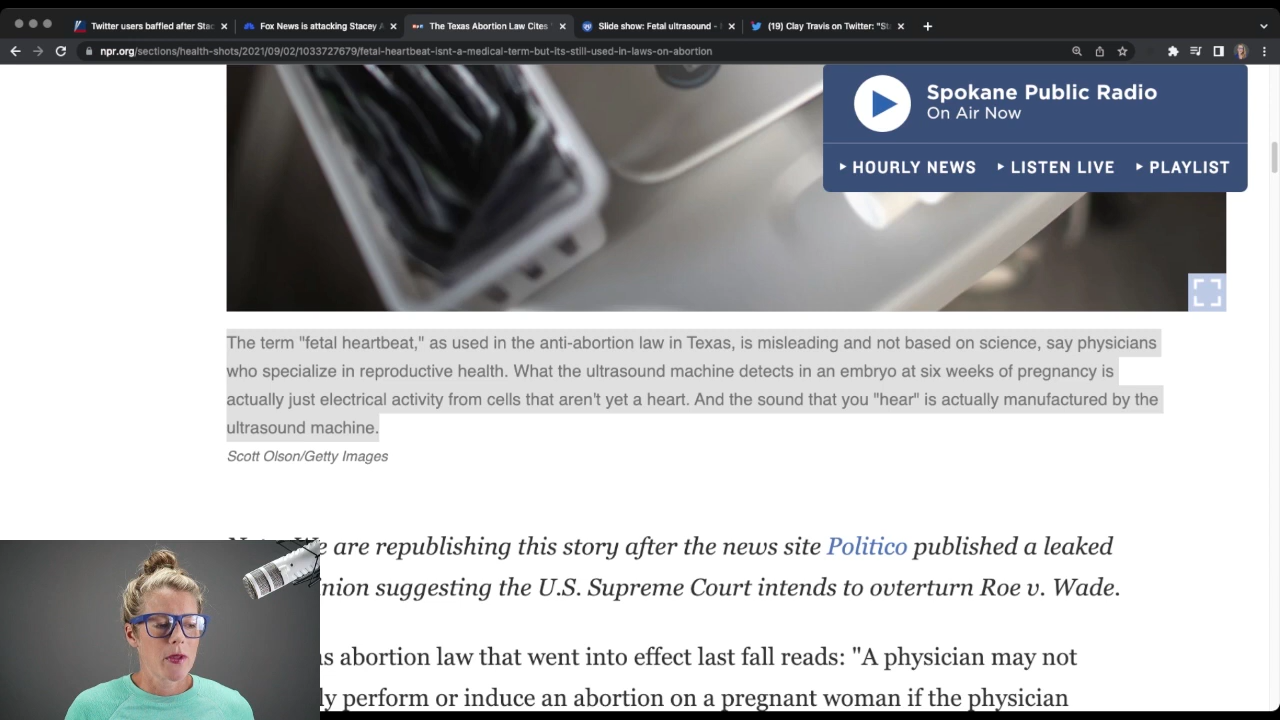 Twitter users baffled after Stac
Fox News is attacking Stacey A
The Texas Abortion Law Cites '
Slide show: Fetal ultrasound -
(19) Clay Travis on Twitter: "St
npr.org/sections/health-shots/2021/09/02/1033727679/fetal-heartbeat-isnt-a-medical-term-but-its-still-used-in-laws-on-abortion
Spokane Public Radio
On Air Now
HOURLY NEWS
LISTEN LIVE
PLAYLIST
The term "fetal heartbeat," as used in the anti-abortion law in Texas, is misleading and not based on science, say physicians
who specialize in reproductive health. What the ultrasound machine detects in an embryo at six weeks of pregnancy is
actually just electrical activity from cells that aren't yet a heart. And the sound that you "hear" is actually manufactured by the
ultrasound machine.
Scott Olson/Getty Images
are republishing this story after the news site Politico published a leaked
nion suggesting the U.S. Supreme Court intends to ovterturn Roe v. Wade.
s abortion law that went into effect last fall reads: "A physician may not
ly perform or induce an abortion on a pregnant woman if the physician